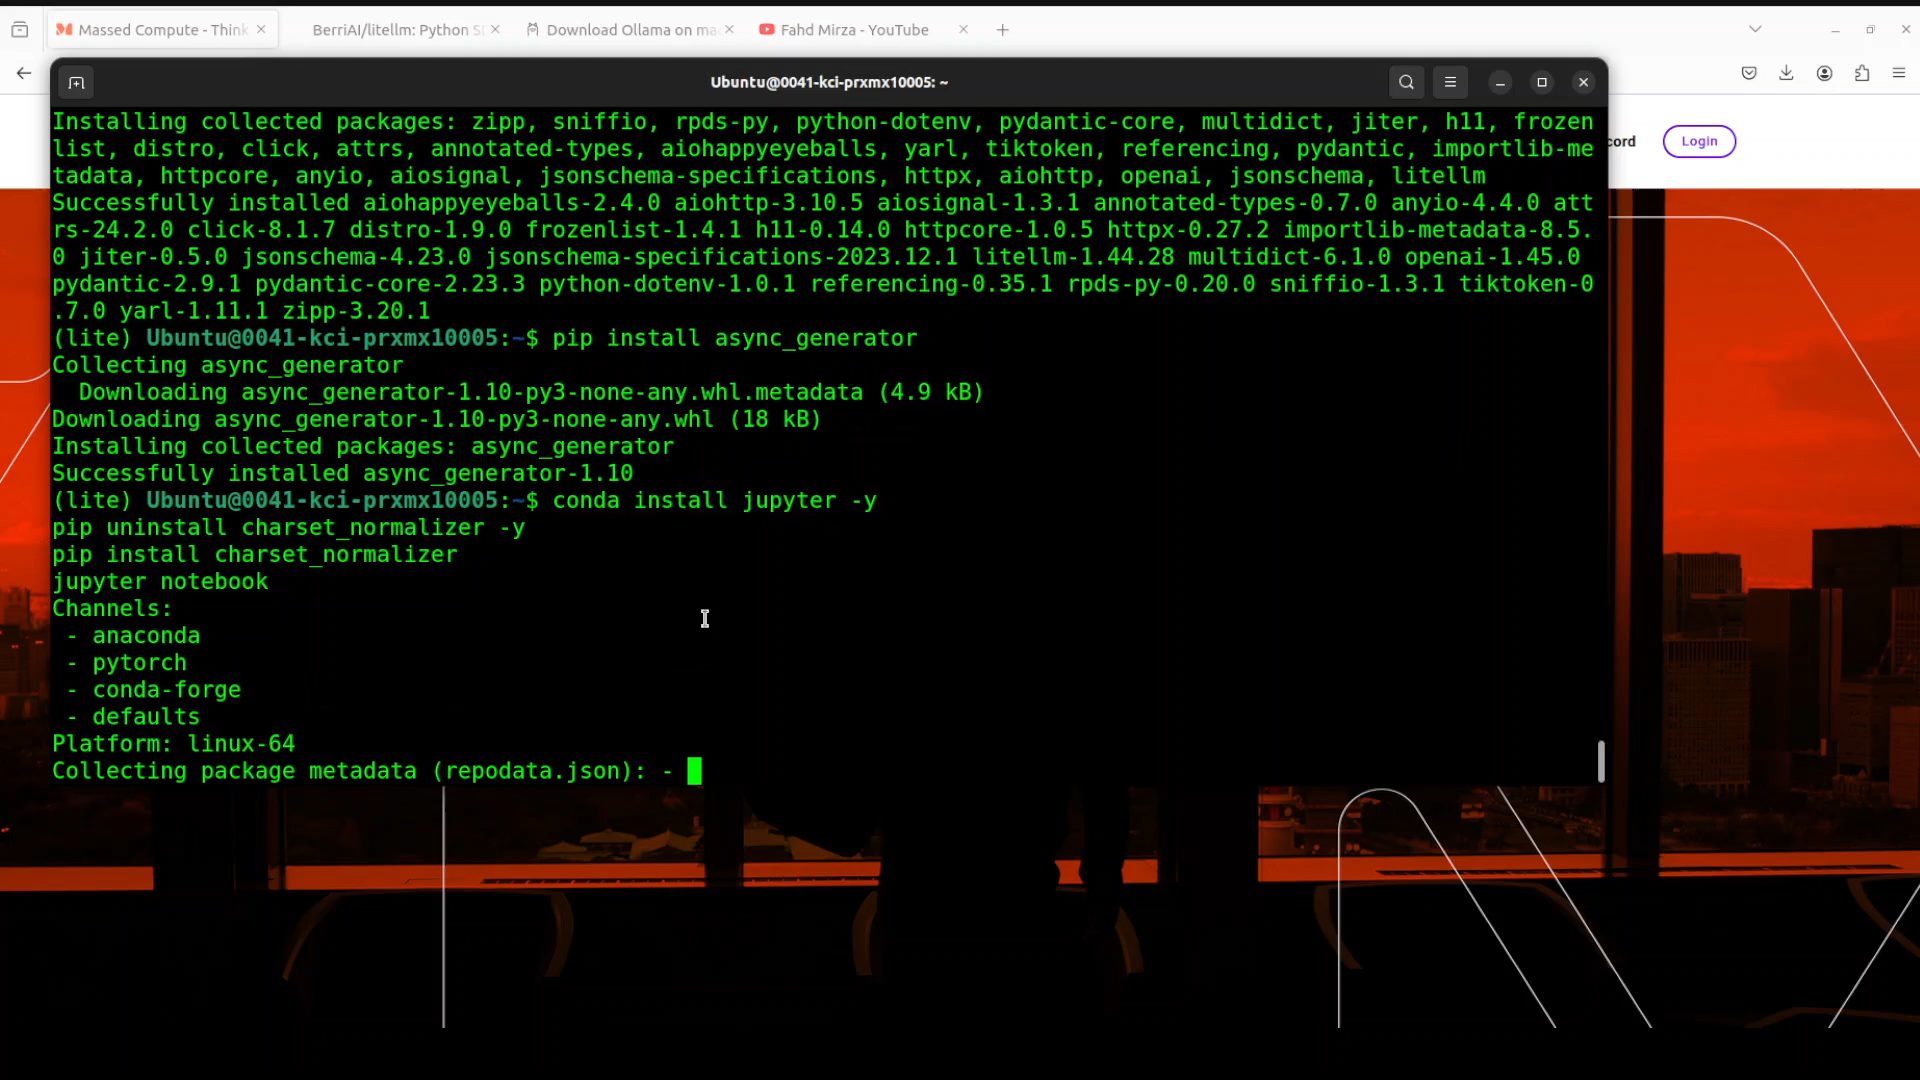 Massed Compute - Think
BerriAI/litellm: Python S
Download Ollama on ma
Fahd Mirza - YouTube
Ubuntu@0041-kci-prxmx10005: ~
cord
Login
Installing collected packages: zipp, sniffio, rpds-py, python-dotenv, pydantic-core, multidict, jiter, h11, frozen
list, distro, click, attrs, annotated-types, aiohappyeyeballs, yarl, tiktoken, referencing, pydantic, importlib-me
tadata, httpcore, anyio, aiosignal, jsonschema-specifications, httpx, aiohttp, openai, jsonschema, litellm
Successfully installed aiohappyeyeballs-2.4.0 aiohttp-3.10.5 aiosignal-1.3.1 annotated-types-0.7.0 anyio-4.4.0 att
rs-24.2.0 click-8.1.7 distro-1.9.0 frozenlist-1.4.1 h11-0.14.0 httpcore-1.0.5 httpx-0.27.2 importlib-metadata-8.5.
0 jiter-0.5.0 jsonschema-4.23.0 jsonschema-specifications-2023.12.1 litellm-1.44.28 multidict-6.1.0 openai-1.45.0
pydantic-2.9.1 pydantic-core-2.23.3 python-dotenv-1.0.1 referencing-0.35.1 rpds-py-0.20.0 sniffio-1.3.1 tiktoken-0
.7.0 yarl-1.11.1 zipp-3.20.1
(lite) Ubuntu@0041-kci-prxmx10005:~$ pip install async_generator
Collecting async_generator
Downloading async_generator-1.10-py3-none-any.whl.metadata (4.9 kB)
Downloading async_generator-1.10-py3-none-any.whl (18 kB)
Installing collected packages: async_generator
Successfully installed async_generator-1.10
(lite) Ubuntu@0041-kci-prxmx10005:~$ conda install jupyter -y
pip uninstall charset_normalizer -y
pip install charset_normalizer
jupyter notebook
Channels:
- anaconda
- pytorch
- conda-forge
- defaults
Platform: linux-64
Collecting package metadata (repodata.json): -